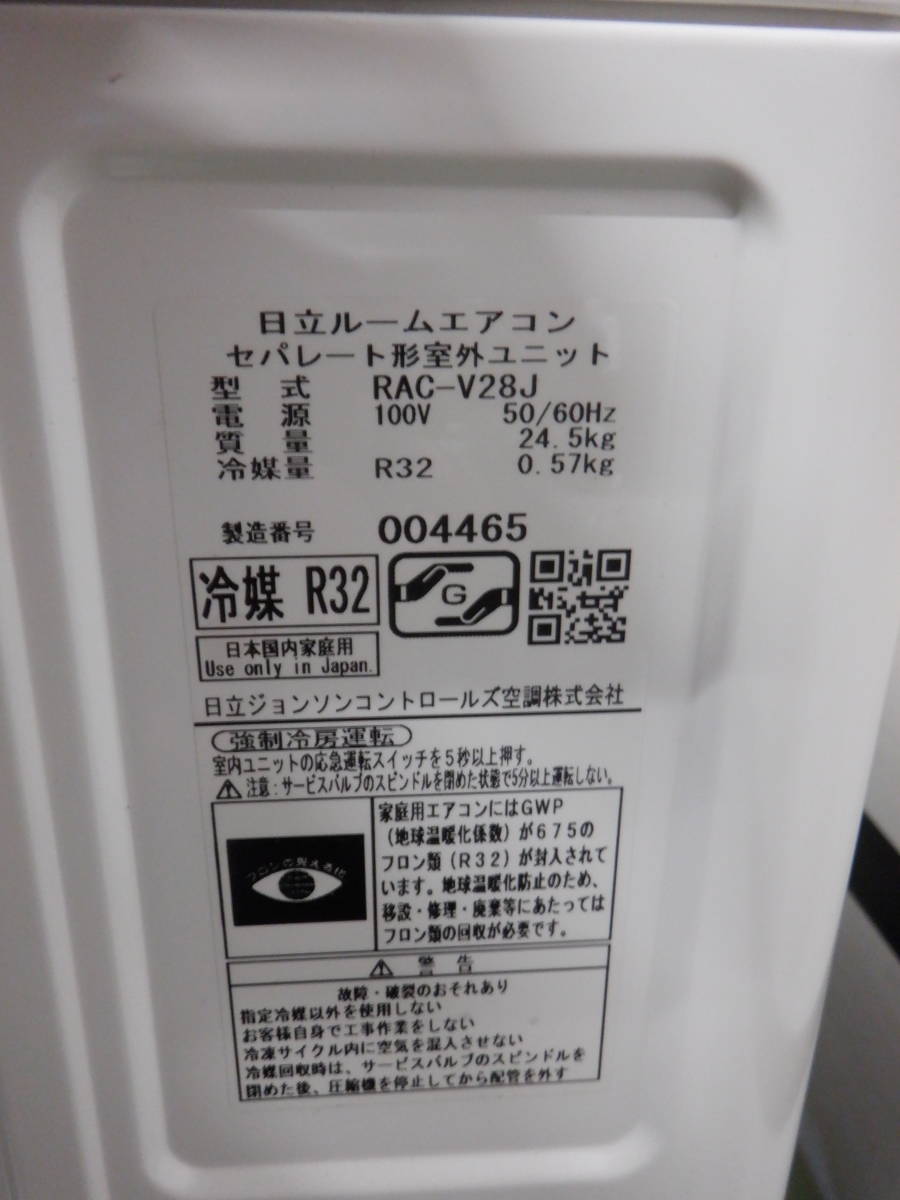 日立ルームエアコン
セパレート形室外ユニット
型 式 RAC-V28J
電 源 100V 50/60Hz
質 量 24.5kg
冷媒量 R32 0.57kg
製造番号 004465
冷媒 R32
G
日本国内家庭用
Use only in Japan.
日立ジョンソンコントロールズ空調株式会社
強制冷房運転
室内ユニットの応急運転スイッチを5秒以上押す。
注意:サービスバルブのスピンドルを閉めた状態で5分以上運転しない。
フロンの見える化
家庭用エアコンにはGWP
(地球温暖化係数)が675の
フロン類(R32)が封入されて
います。地球温暖化防止のため、
移設・修理・廃棄等にあたっては
フロン類の回収が必要です。
警 告
故障・破裂のおそれあり
指定冷媒以外を使用しない
お客様自身で工事作業をしない
冷凍サイクル内に空気を混入させない
冷媒回収時は、サービスバルブのスピンドルを
閉めた後、圧縮機を停止してから配管を外す